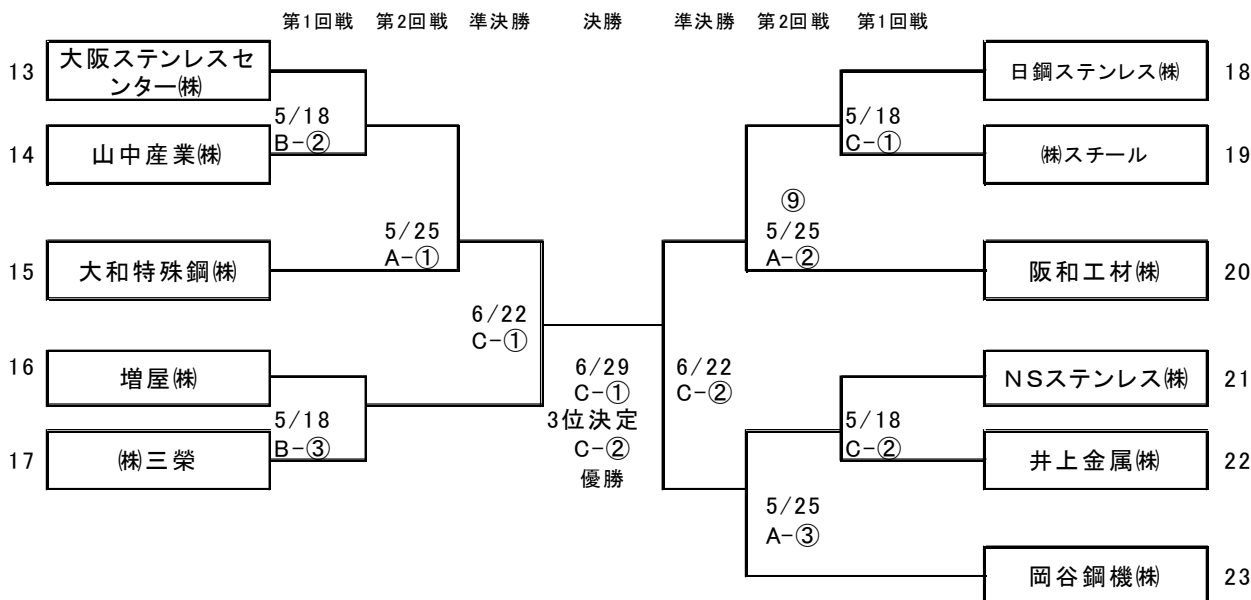 第1回戦 第2回戦 準決勝 決勝 準決勝 第2回戦 第1回戦
13 大阪ステンレスセ
ンター㈱
5/18
B-②
14 山中産業㈱
5/25
A-①
15 大和特殊鋼㈱
6/22
C-①
16 増屋㈱
5/18
B-③
17 ㈱三榮
6/29
C-①
3位決定
C-②
優勝
日鋼ステンレス㈱ 18
5/18
C-①
㈱スチール 19
⑨
5/25
A-②
阪和工材㈱ 20
6/22
C-②
NSステンレス㈱ 21
5/18
C-②
井上金属㈱ 22
5/25
A-③
岡谷鋼機㈱ 23